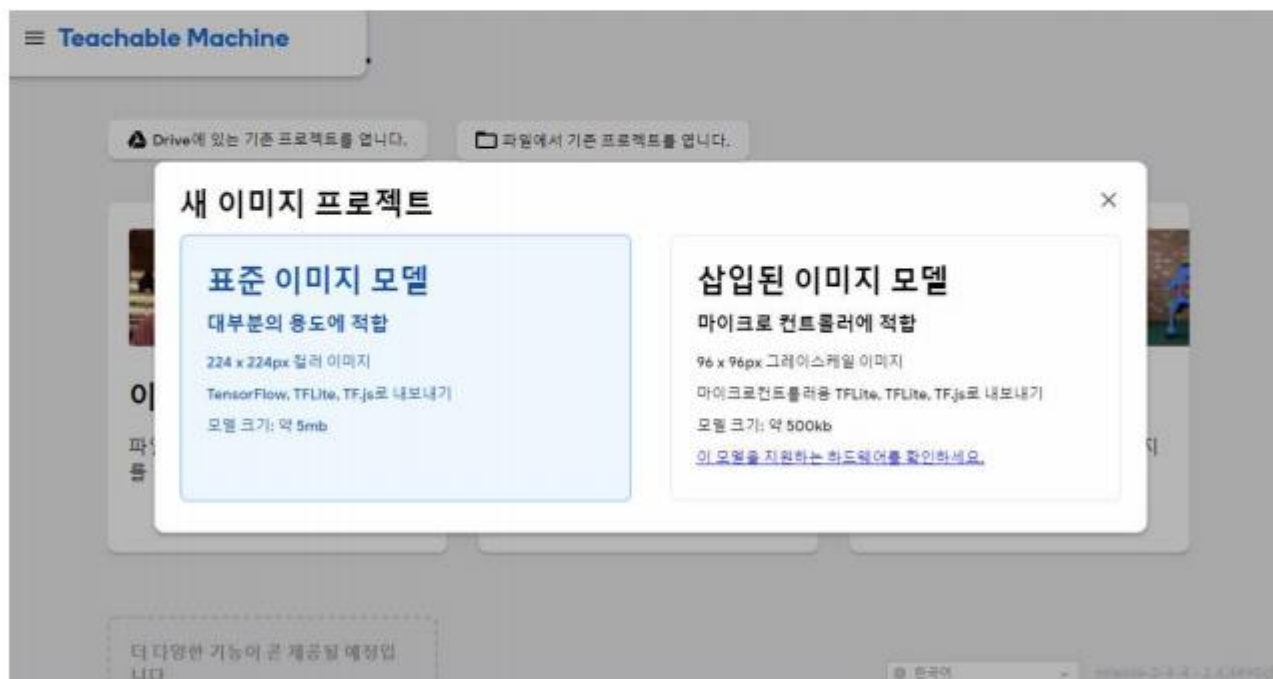 Teachable Machine
Drive에 있는 기존 프로젝트를 엽니다.
파일에서 기존 프로젝트를 엽니다.
새 이미지 프로젝트
표준 이미지 모델
대부분의 용도에 적합
224 x 224px 컬러 이미지
TensorFlow, TFLite, TF.js로 내보내기
모델 크기: 약 5mb
삽입된 이미지 모델
마이크로 컨트롤러에 적합
96 x 96px 그레이스케일 이미지
마이크로컨트롤러용 TFLite, TFLite, TF.js로 내보내기
모델 크기: 약 500kb
이 모델을 지원하는 하드웨어를 확인하세요.
이
를
지
더 다양한 기능이 곧 제공될 예정입
니다
한국어